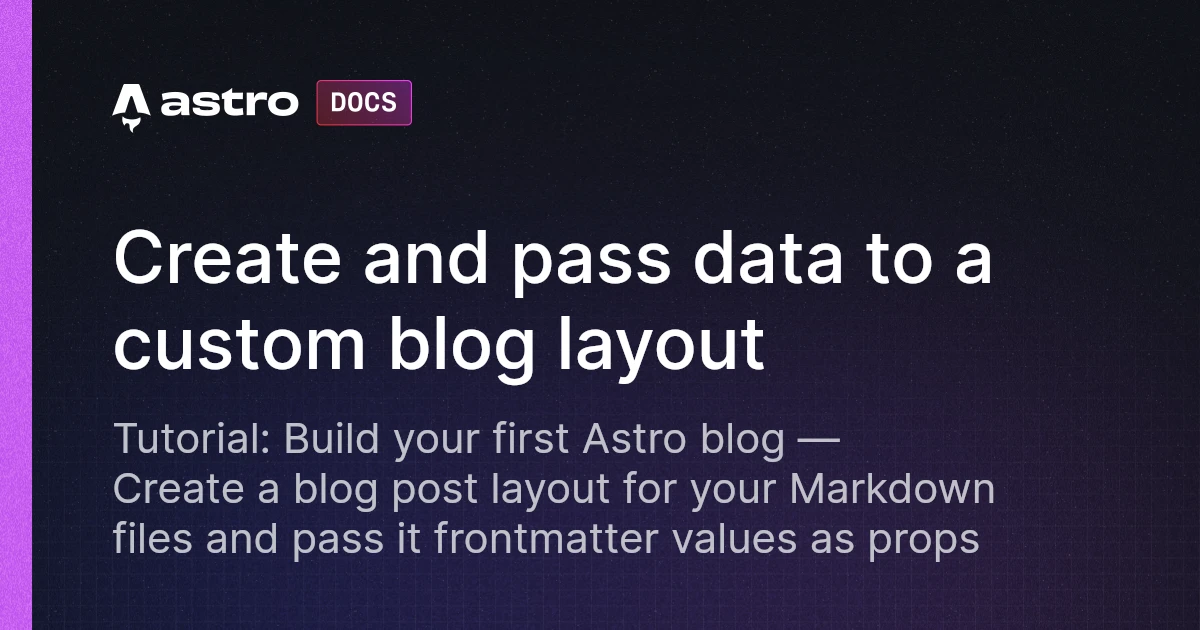 astro DOCS
Create and pass data to a
custom blog layout
Tutorial: Build your first Astro blog —
Create a blog post layout for your Markdown
files and pass it frontmatter values as props